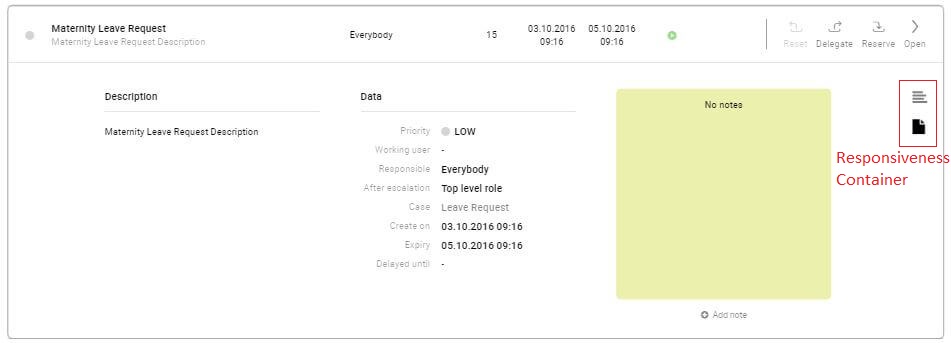 Maternity Leave Request
Maternity Leave Request Description
Everybody
15
03.10.2016
09:16
05.10.2016
09:16
Reset
Delegate
Reserve
Open
Description
Maternity Leave Request Description
Data
Priority LOW
Working user -
Responsible Everybody
After escalation Top level role
Case Leave Request
Create on 03.10.2016 09:16
Expiry 05.10.2016 09:16
Delayed until -
No notes
Add note
Responsiveness
Container